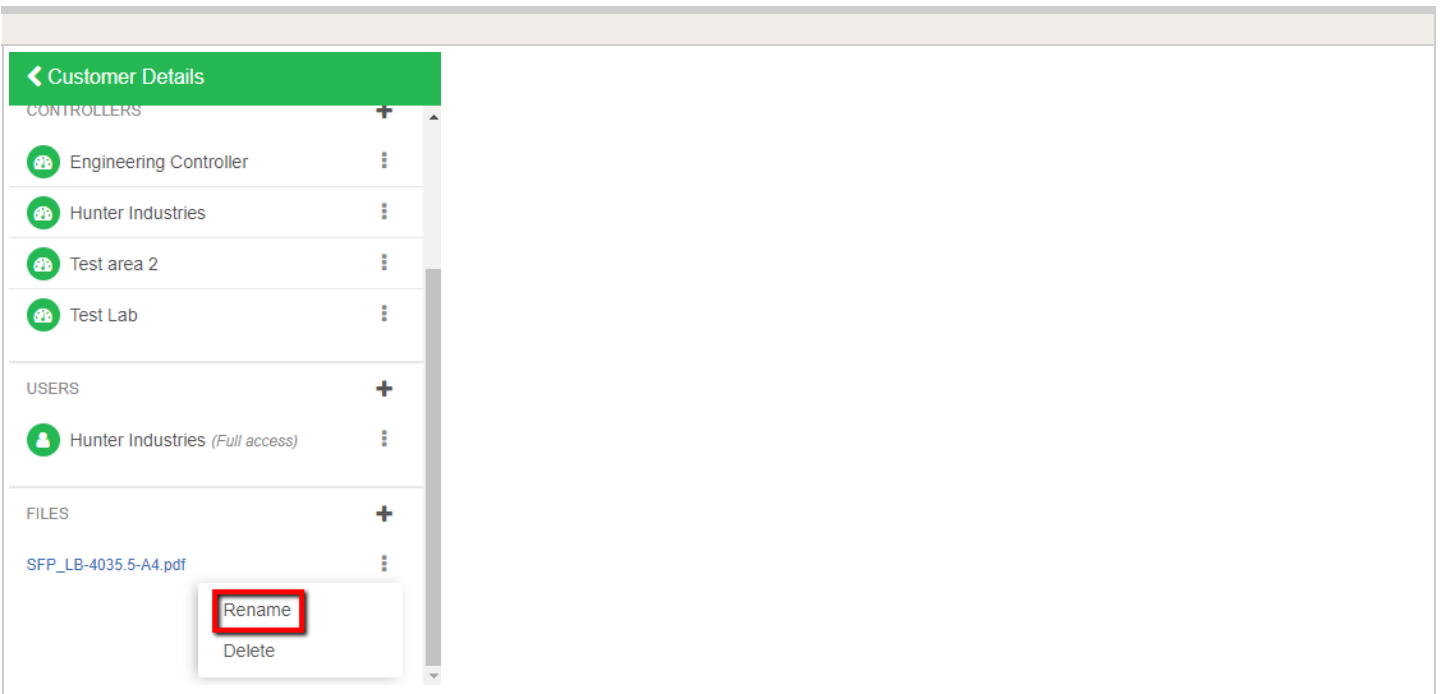 Customer Details
CONTROLLERS
Engineering Controller
Hunter Industries
Test area 2
Test Lab
USERS
Hunter Industries (Full access)
FILES
SFP_LB-4035.5-A4.pdf
Rename
Delete